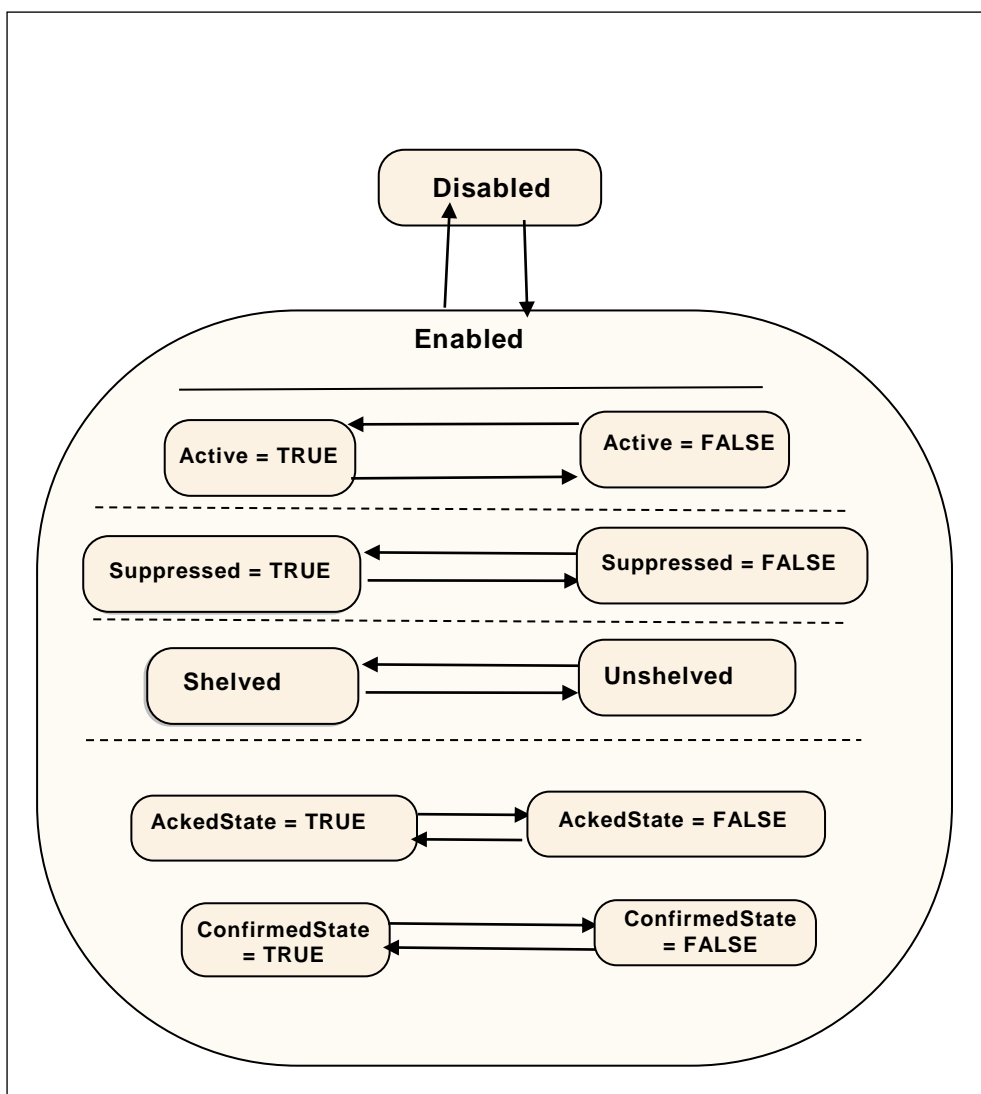 Disabled
Enabled
Active = TRUE
Active = FALSE
Suppressed = TRUE
Suppressed = FALSE
Shelved
Unshelved
AckedState = TRUE
AckedState = FALSE
ConfirmedState
= TRUE
ConfirmedState
= FALSE